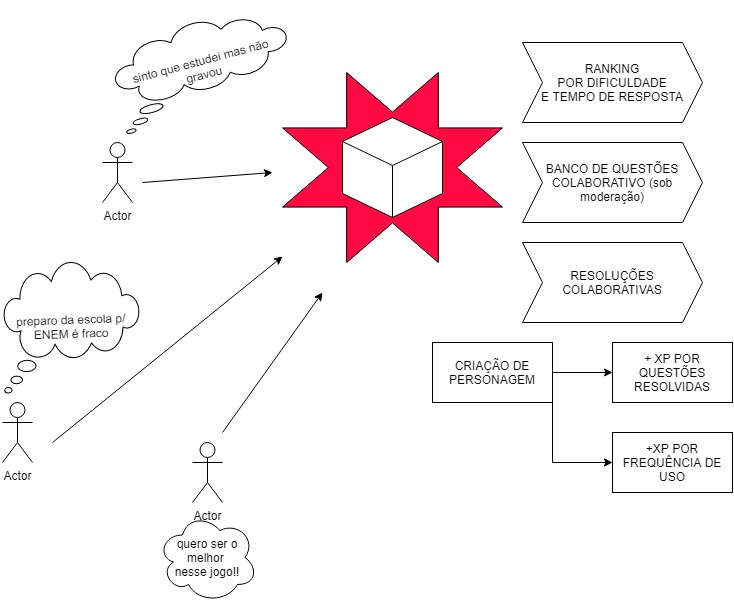 sinto que estudei mas não
gravou
Actor
preparo da escola p/
ENEM é fraco
Actor
Actor
quero ser o
melhor
nesse jogo!!
RANKING
POR DIFICULDADE
E TEMPO DE RESPOSTA
BANCO DE QUESTÕES
COLABORATIVO (sob
moderação)
RESOLUÇÕES
COLABORATIVAS
CRIAÇÃO DE
PERSONAGEM
+ XP POR
QUESTÕES
RESOLVIDAS
+XP POR
FREQUÊNCIA DE
USO